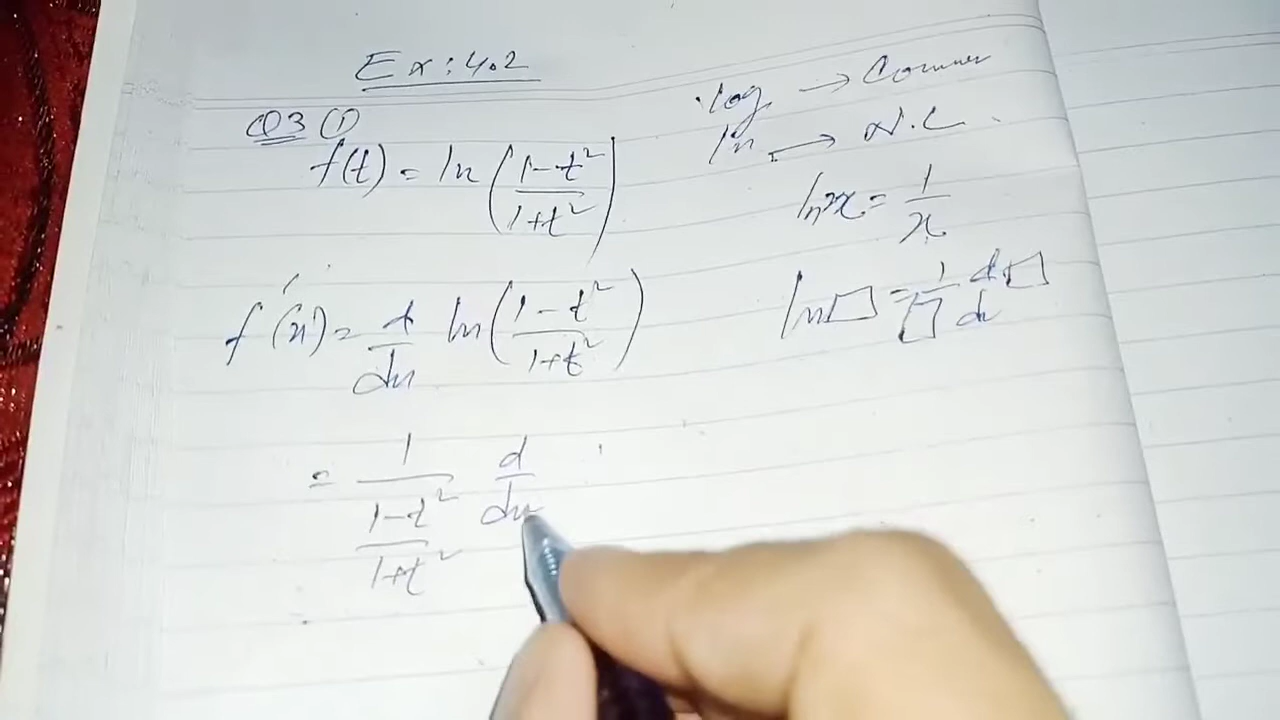 Ex: 4.2
Q3 (i)
f(t) = ln (1-t²/1+t²)
f'(x) = d/dx ln (1-t²/1+t²)
= 1/(1-t²/1+t²) d/dx
log →
ln → N.L
ln x = 1/x
ln □ = 1/□ d/dx □